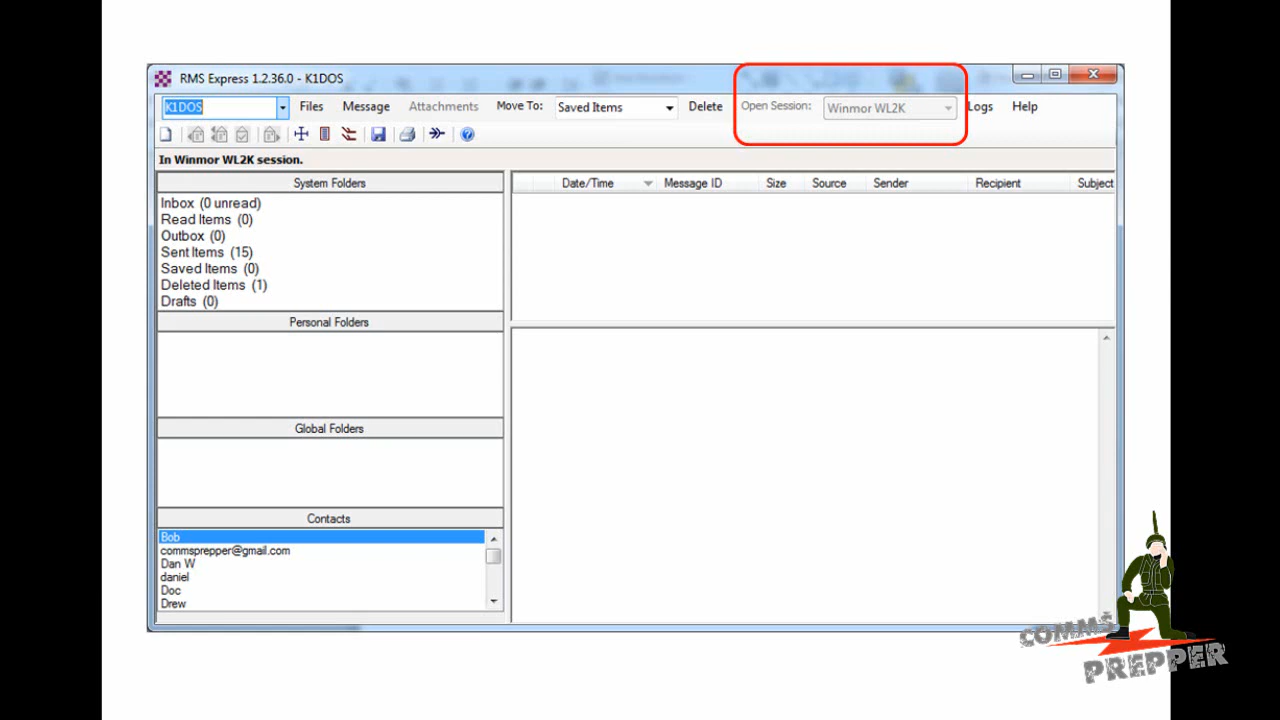 RMS Express 1.2.36.0 - K1DOS
K1DOS Files Message Attachments Move To: Saved Items Delete Open Session: Winmor WL2K Logs Help
In Winmor WL2K session.
System Folders
Inbox (0 unread)
Read Items (0)
Outbox (0)
Sent Items (15)
Saved Items (0)
Deleted Items (1)
Drafts (0)
Personal Folders
Global Folders
Contacts
Bob
commsprepper@gmail.com
Dan W
daniel
Doc
Drew
Date/Time Message ID Size Source Sender Recipient Subject
COMMS
PREPPER